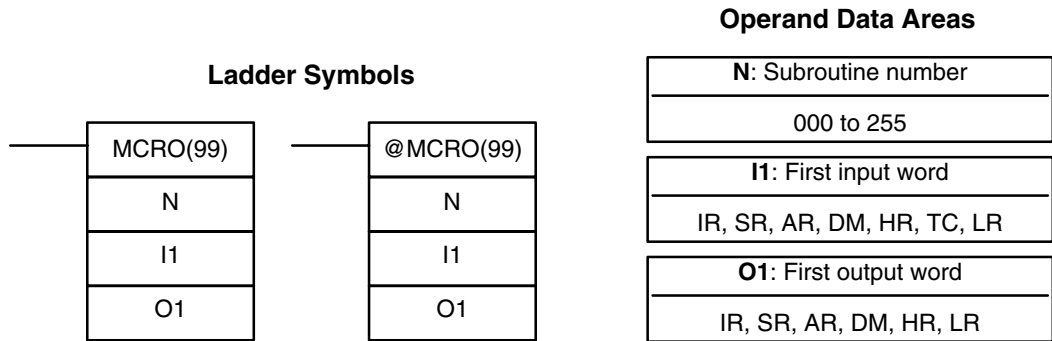 Ladder Symbols
MCRO(99)
N
I1
O1
@MCRO(99)
N
I1
O1
Operand Data Areas
N: Subroutine number
000 to 255
I1: First input word
IR, SR, AR, DM, HR, TC, LR
O1: First output word
IR, SR, AR, DM, HR, LR